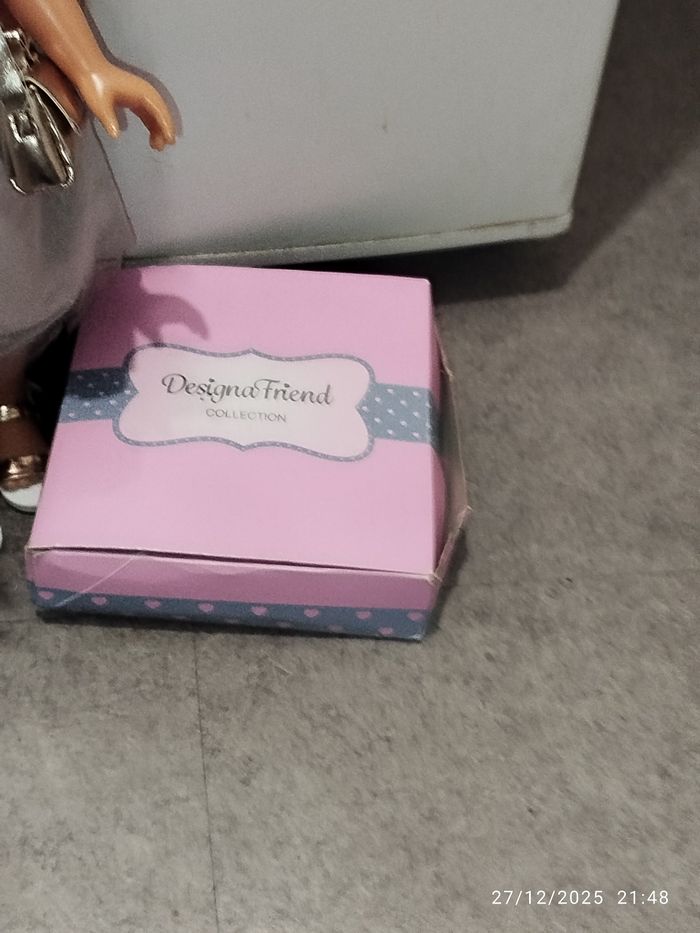 DesignaFriend
COLLECTION
27/12/2025 21:48